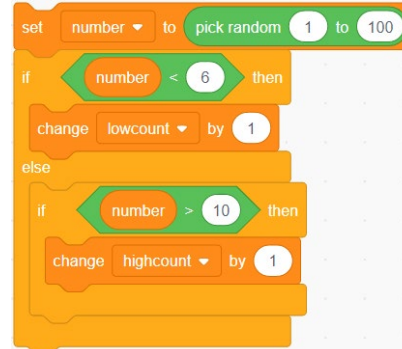 set number to pick random 1 to 100
if number < 6 then
change lowcount by 1
else
if number > 10 then
change highcount by 1